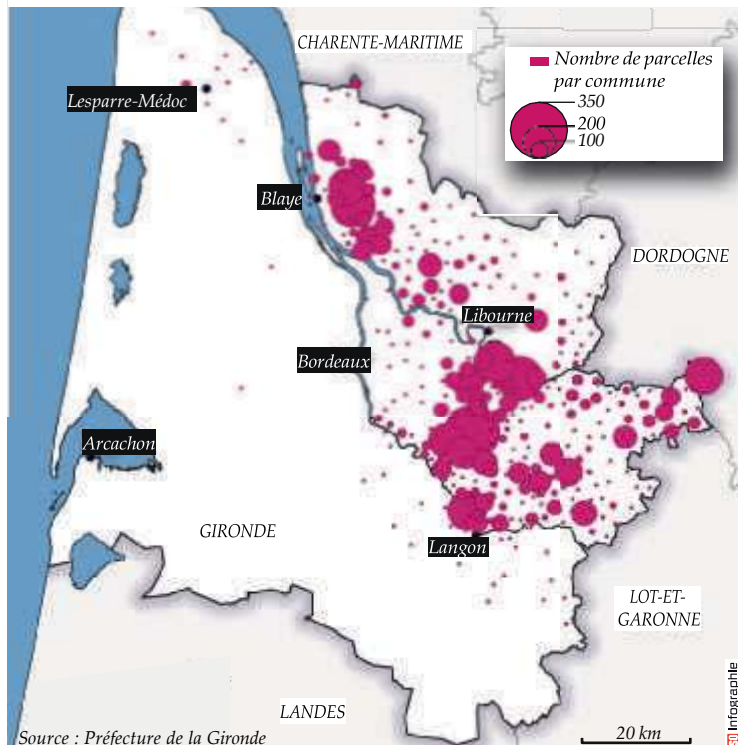 CHARENTE-MARITIME
Nombre de parcelles
par commune
350
200
100
Lesparre-Médoc
Blaye
DORDOGNE
Libourne
Bordeaux
Arcachon
GIRONDE
Langon
LOT-ET-
GARONNE
LANDES
Source : Préfecture de la Gironde
20 km
Infographie